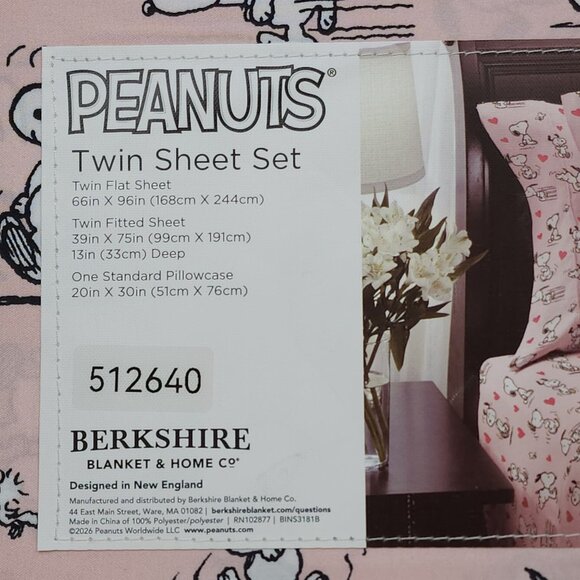 PEANUTS®
Twin Sheet Set
Twin Flat Sheet
66in X 96in (168cm X 244cm)
Twin Fitted Sheet
39in X 75in (99cm X 191cm)
13in (33cm) Deep
One Standard Pillowcase
20in X 30in (51cm X 76cm)
512640
BERKSHIRE
BLANKET & HOME Co®
Designed in New England
Manufactured and distributed by Berkshire Blanket & Home Co.
44 East Main Street, Ware, MA 01082 | berkshireblanket.com/questions
Made in China of 100% Polyester/polyester | RN102877 | BINS3181B
©2026 Peanuts Worldwide LLC www.peanuts.com